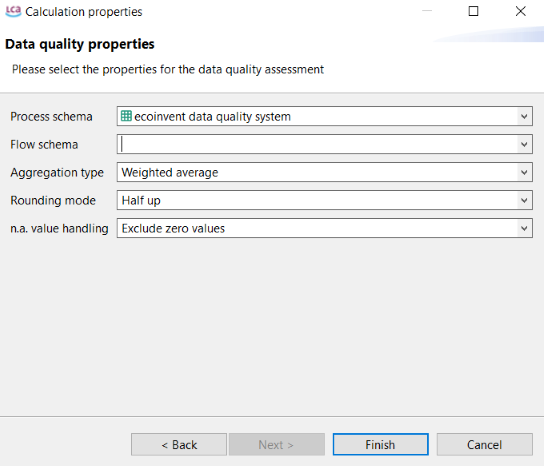 LCA Calculation properties
Data quality properties
Please select the properties for the data quality assessment
Process schema ecoinvent data quality system
Flow schema
Aggregation type Weighted average
Rounding mode Half up
n.a. value handling Exclude zero values
< Back Next > Finish Cancel